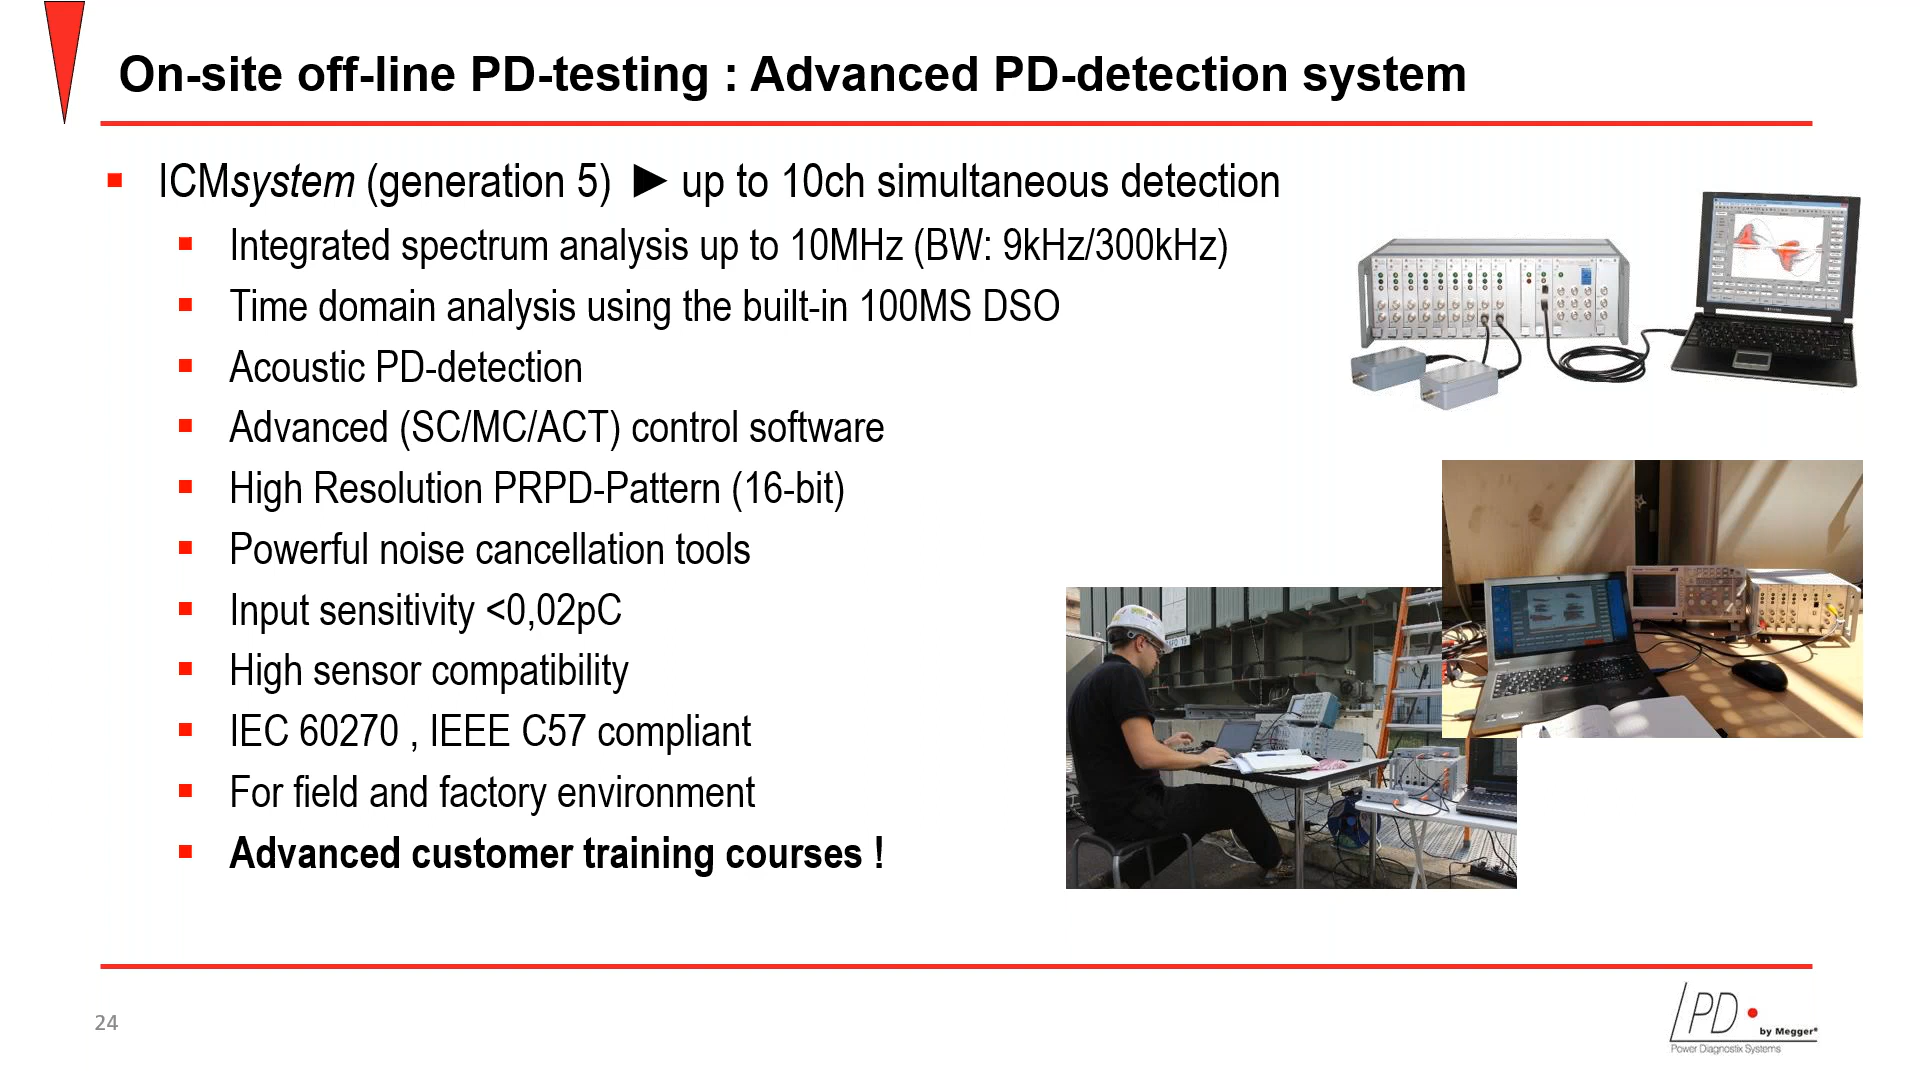 On-site off-line PD-testing : Advanced PD-detection system
ICMsystem (generation 5) ► up to 10ch simultaneous detection
Integrated spectrum analysis up to 10MHz (BW: 9kHz/300kHz)
Time domain analysis using the built-in 100MS DSO
Acoustic PD-detection
Advanced (SC/MC/ACT) control software
High Resolution PRPD-Pattern (16-bit)
Powerful noise cancellation tools
Input sensitivity <0,02pC
High sensor compatibility
IEC 60270 , IEEE C57 compliant
For field and factory environment
Advanced customer training courses !
24
PD
by Megger®
Power Diagnostix Systems